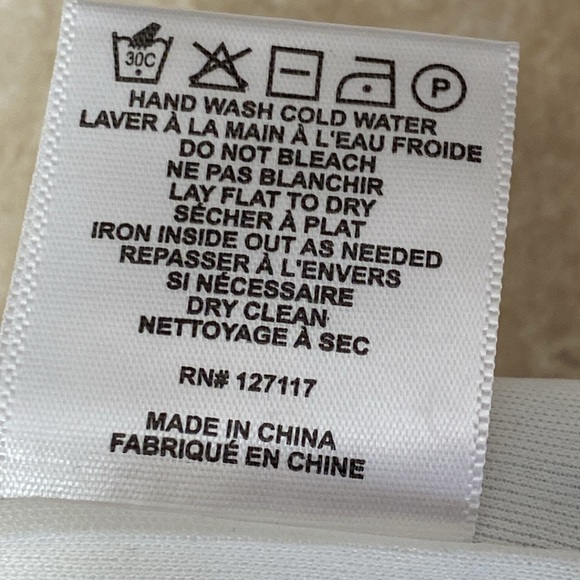 30C P
HAND WASH COLD WATER
LAVER À LA MAIN À L'EAU FROIDE
DO NOT BLEACH
NE PAS BLANCHIR
LAY FLAT TO DRY
SÈCHER À PLAT
IRON INSIDE OUT AS NEEDED
REPASSER À L'ENVERS
SI NÉCESSAIRE
DRY CLEAN
NETTOYAGE À SEC
RN# 127117
MADE IN CHINA
FABRIQUÉ EN CHINE